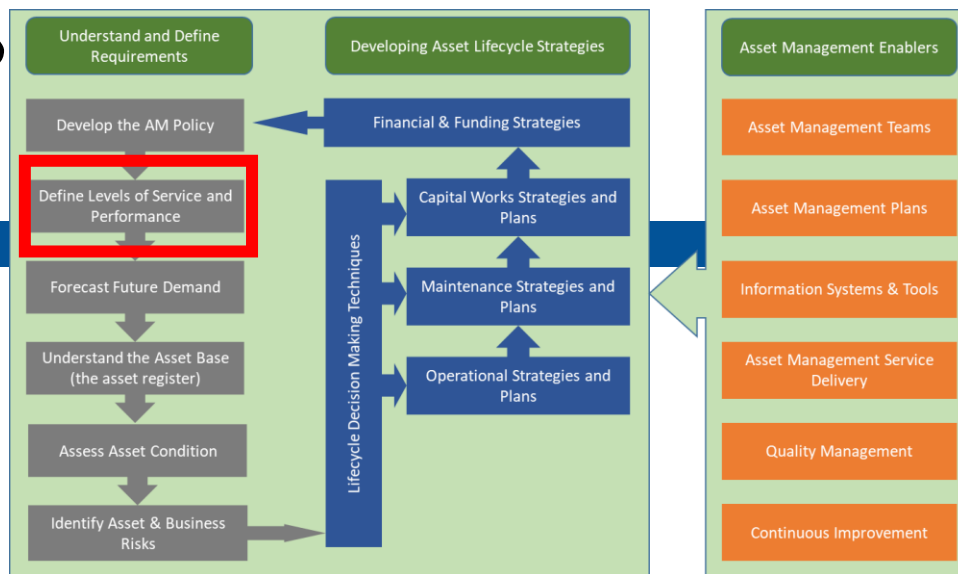 Understand and Define
Requirements
Developing Asset Lifecycle Strategies
Asset Management Enablers
Develop the AM Policy
Define Levels of Service and
Performance
Forecast Future Demand
Understand the Asset Base
(the asset register)
Assess Asset Condition
Identify Asset & Business
Risks
Lifecycle Decision Making Techniques
Financial & Funding Strategies
Capital Works Strategies and
Plans
Maintenance Strategies and
Plans
Operational Strategies and
Plans
Asset Management Teams
Asset Management Plans
Information Systems & Tools
Asset Management Service
Delivery
Quality Management
Continuous Improvement